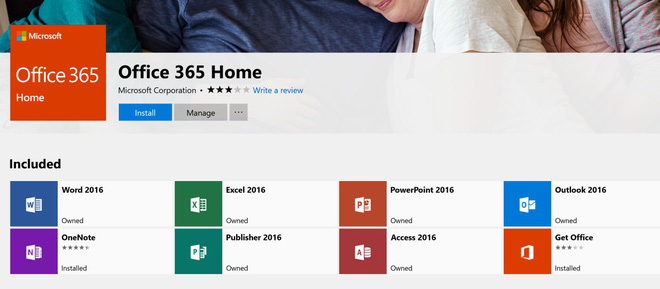 Microsoft
Office 365
Home
Office 365 Home
Microsoft Corporation • ★★★★★ Write a review
Install Manage ...
Included
Word 2016
Owned
Excel 2016
Owned
PowerPoint 2016
Owned
Outlook 2016
Owned
OneNote
Installed
Publisher 2016
Owned
Access 2016
Owned
Get Office
Installed